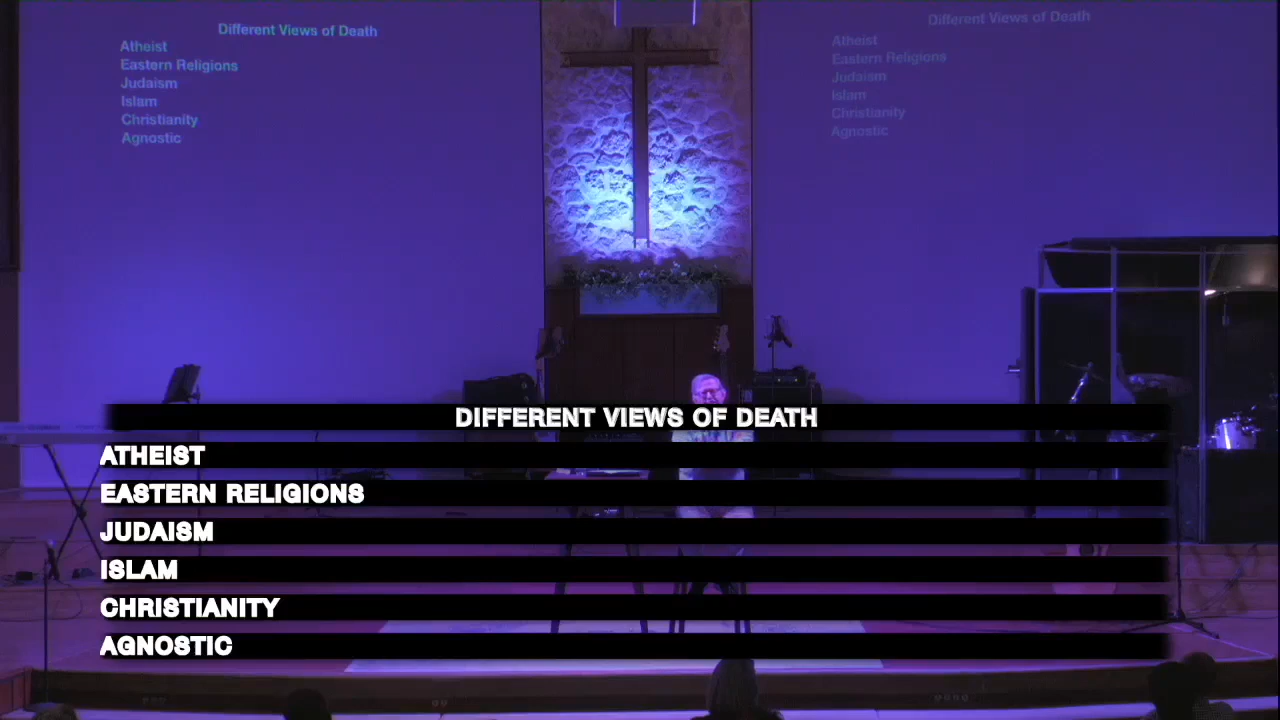 Different Views of Death
Atheist
Eastern Religions
Judaism
Islam
Christianity
Agnostic
Different Views of Death
Atheist
Eastern Religions
Judaism
Islam
Christianity
Agnostic
DIFFERENT VIEWS OF DEATH
ATHEIST
EASTERN RELIGIONS
JUDAISM
ISLAM
CHRISTIANITY
AGNOSTIC